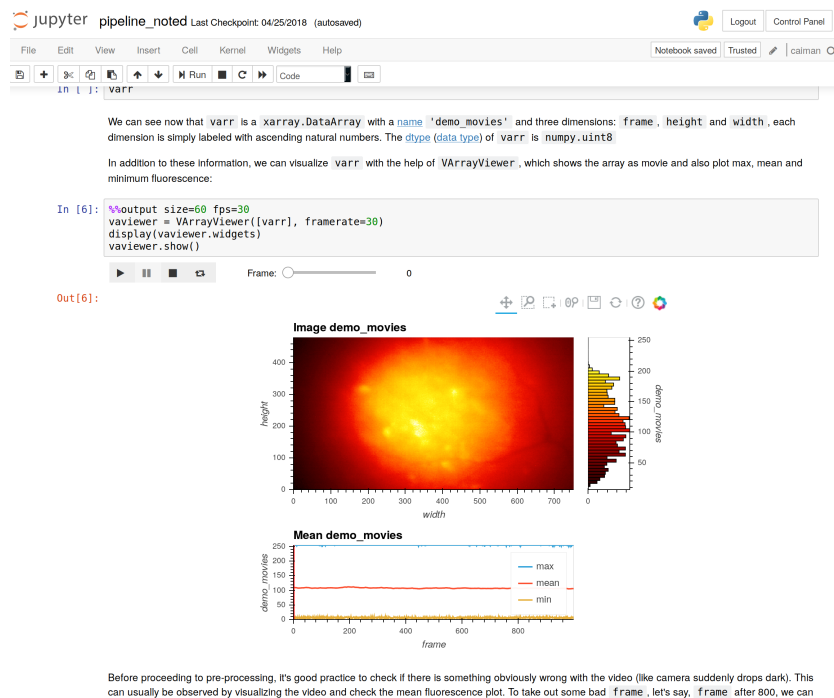 jupyter pipeline_noted Last Checkpoint: 04/25/2018 (autosaved) Logout Control Panel
File Edit View Insert Cell Kernel Widgets Help Notebook saved Trusted caiman
Run Code
In [ ]: varr
We can see now that varr is a xarray.DataArray with a name 'demo_movies' and three dimensions: frame , height and width , each
dimension is simply labeled with ascending natural numbers. The dtype (data type) of varr is numpy.uint8
In addition to these information, we can visualize varr with the help of VArrayViewer , which shows the array as movie and also plot max, mean and
minimum fluorescence:
In [6]: %%output size=60 fps=30
vaviewer = VArrayViewer([varr], framerate=30)
display(vaviewer.widgets)
vaviewer.show()
Frame: 0
Out[6]:
Image demo_movies
250
200
150
100
50
demo_movies
0
400
300
200
100
0
height
0 100 200 300 400 500 600 700
width
Mean demo_movies
250
200
150
100
50
0
demo_movies
max
mean
min
0 200 400 600 800
frame
Before proceeding to pre-processing, it's good practice to check if there is something obviously wrong with the video (like camera suddenly drops dark). This
can usually be observed by visualizing the video and check the mean fluorescence plot. To take out some bad frame , let's say, frame after 800, we can